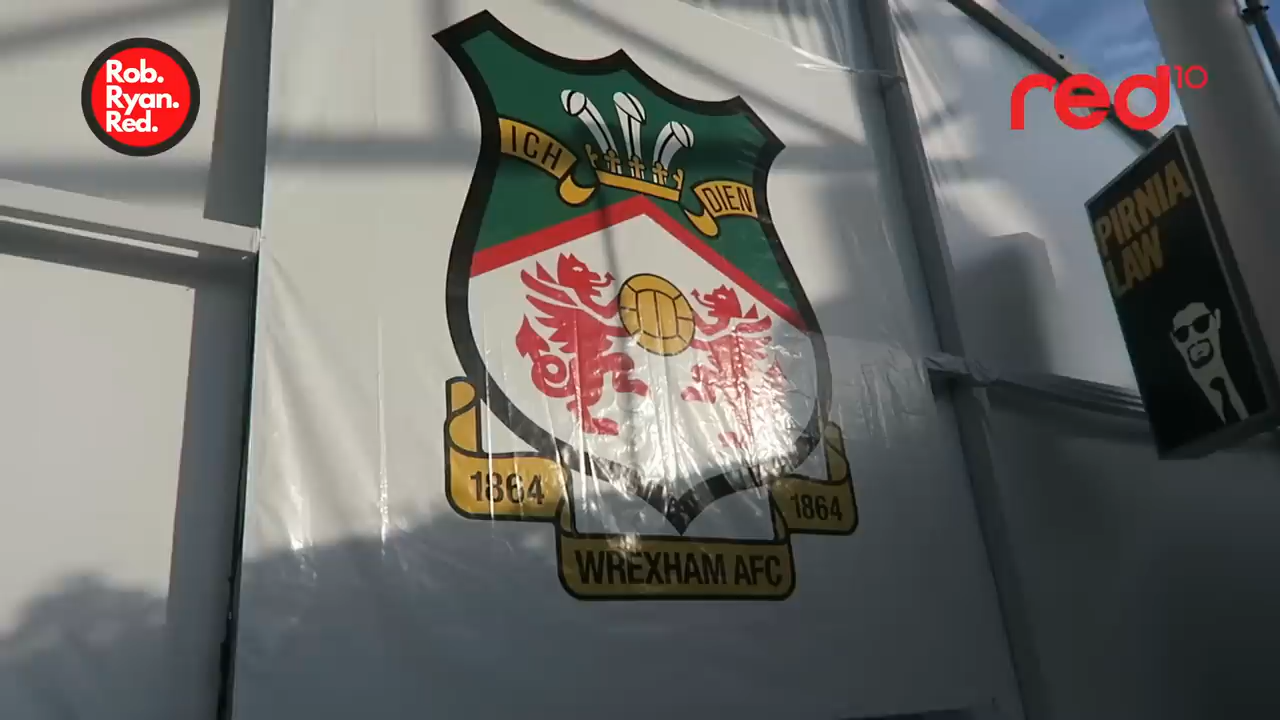 Rob.
Ryan.
Red.
red10
ICH
DIEN
PIRNIA
LAW
1864
1864
WREXHAM AFC